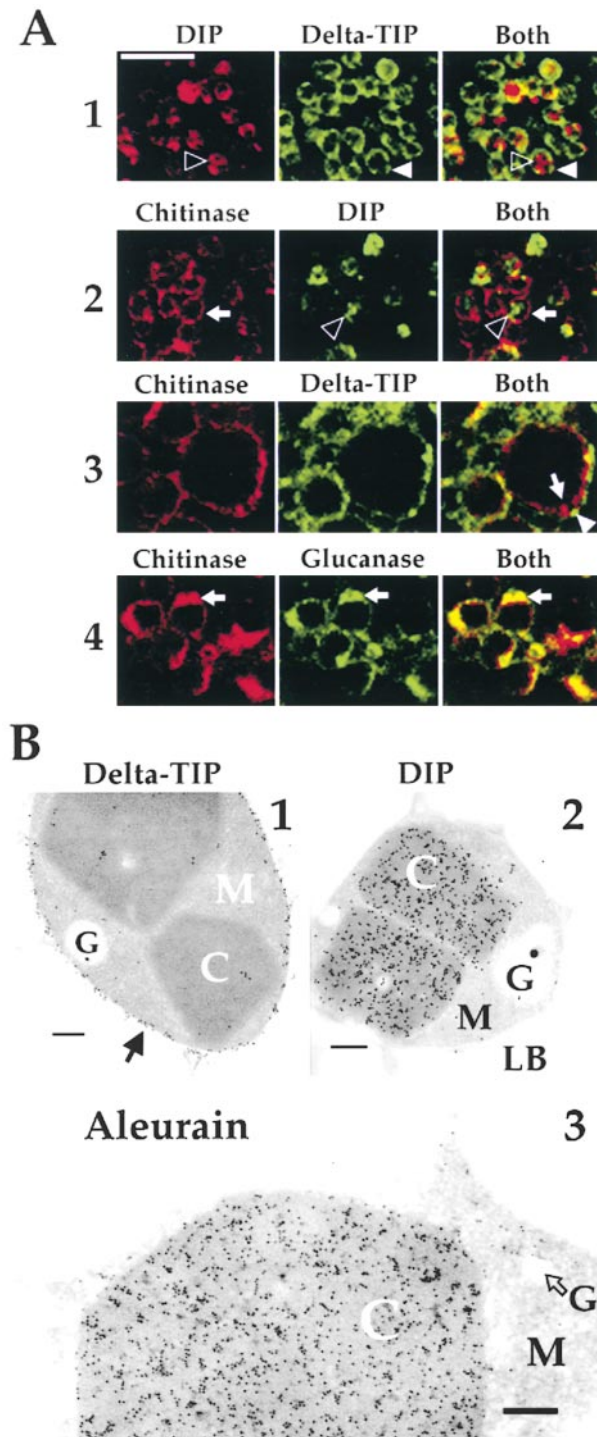 A
DIP Delta-TIP Both
1
Chitinase DIP Both
2
Chitinase Delta-TIP Both
3
Chitinase Glucanase Both
4
B
Delta-TIP DIP
1 2
M C
G C G
M
LB
Aleurain 3
C G
M